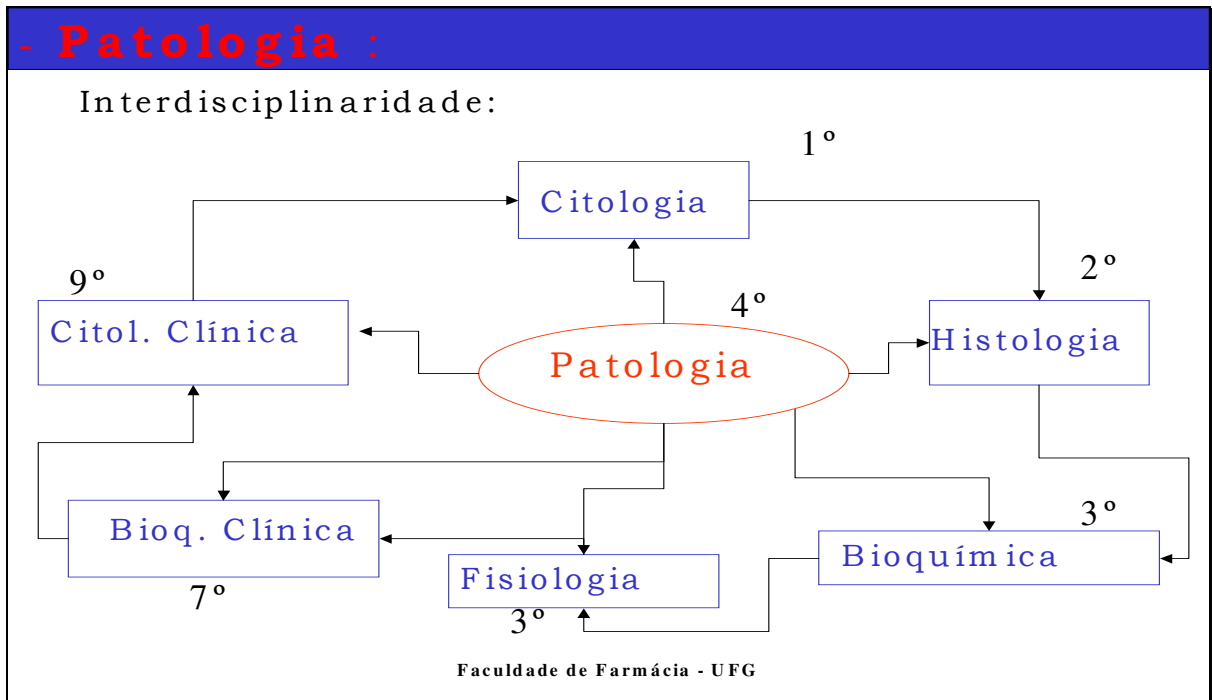 - Patologia :
Interdisciplinaridade:
1º
Citologia
9º
2º
Citol. Clínica
4º
Histologia
Patologia
Bioq. Clínica
3º
Bioquímica
Fisiologia
7º
3º
Faculdade de Farmácia - UFG